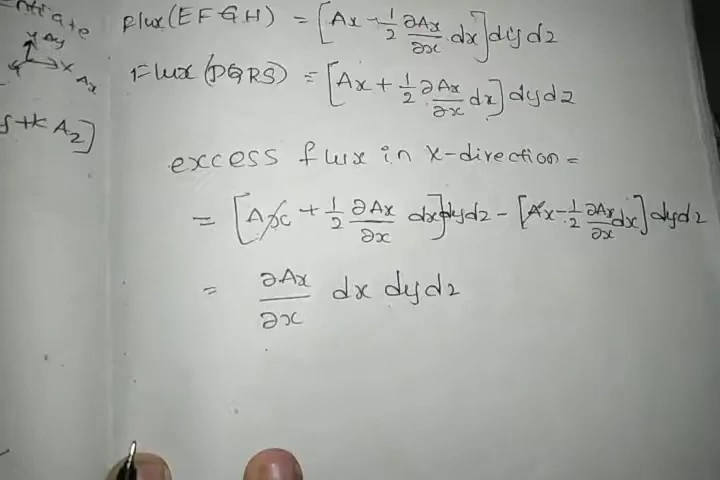 Flux(EFGH) = [Ax - 1/2 ∂Ax/∂x dx] dy dz
Flux(PQRS) = [Ax + 1/2 ∂Ax/∂x dx] dy dz
Y Ay
X Ax
+k Az]
excess flux in X-direction =
= [Ax + 1/2 ∂Ax/∂x dx] dy dz - [Ax - 1/2 ∂Ax/∂x dx] dy dz
= ∂Ax/∂x dx dy dz